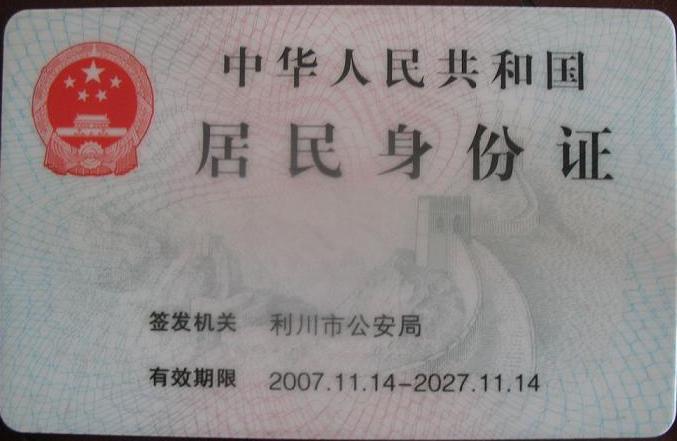 中华人民共和国
居民身份证
签发机关 利川市公安局
有效期限 2007.11.14-2027.11.14